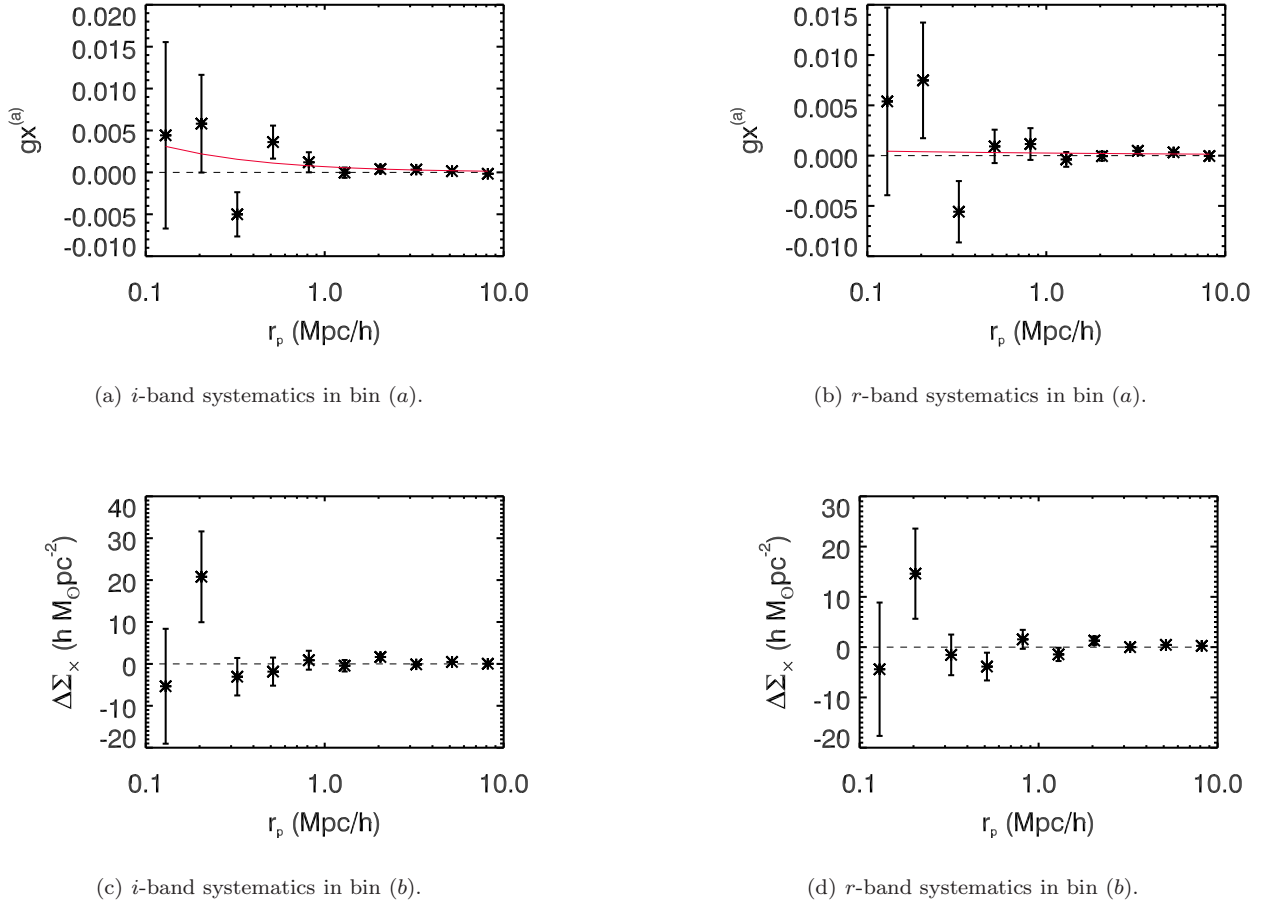 0.020
0.015
0.010
0.005
0.000
-0.005
-0.010
gx(a)
0.1 1.0 10.0
rp (Mpc/h)
(a) i-band systematics in bin (a).
0.015
0.010
0.005
0.000
-0.005
-0.010
gx(a)
0.1 1.0 10.0
rp (Mpc/h)
(b) r-band systematics in bin (a).
40
30
20
10
0
-10
-20
ΔΣ× (h M⊙pc-2)
0.1 1.0 10.0
rp (Mpc/h)
(c) i-band systematics in bin (b).
30
20
10
0
-10
-20
ΔΣ× (h M⊙pc-2)
0.1 1.0 10.0
rp (Mpc/h)
(d) r-band systematics in bin (b).